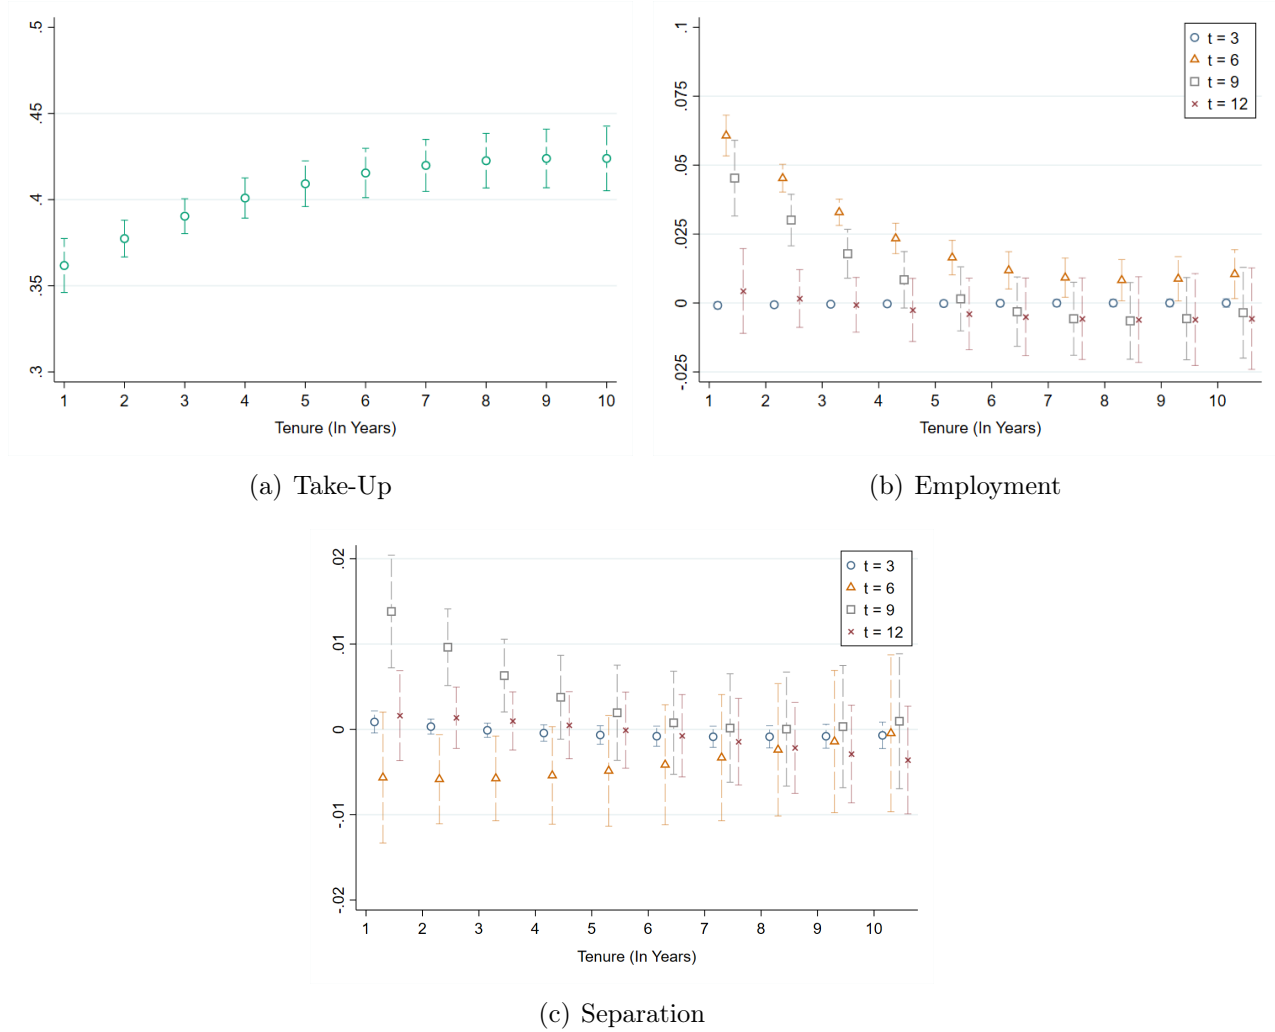 .5
.45
.4
.35
.3
1 2 3 4 5 6 7 8 9 10
Tenure (In Years)
(a) Take-Up
.1
.075
.05
.025
0
-.025
t = 3
t = 6
t = 9
t = 12
1 2 3 4 5 6 7 8 9 10
Tenure (In Years)
(b) Employment
.02
.01
0
-.01
-.02
t = 3
t = 6
t = 9
t = 12
1 2 3 4 5 6 7 8 9 10
Tenure (In Years)
(c) Separation